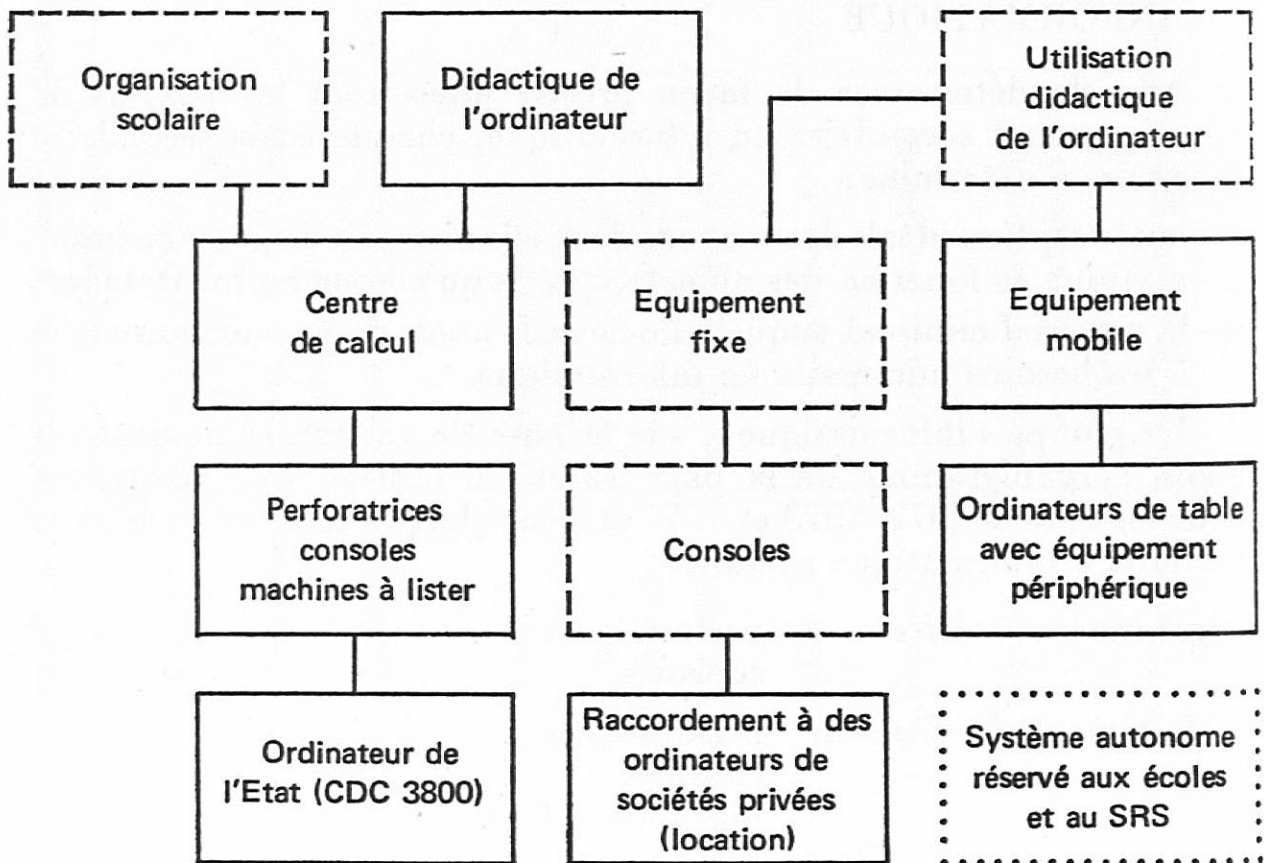 Organisation
scolaire
Didactique de
l'ordinateur
Utilisation
didactique
de l'ordinateur
Centre
de calcul
Equipement
fixe
Equipement
mobile
Perforatrices
consoles
machines à lister
Consoles
Ordinateurs de table
avec équipement
périphérique
Ordinateur de
l'Etat (CDC 3800)
Raccordement à des
ordinateurs de
sociétés privées
(location)
Système autonome
réservé aux écoles
et au SRS